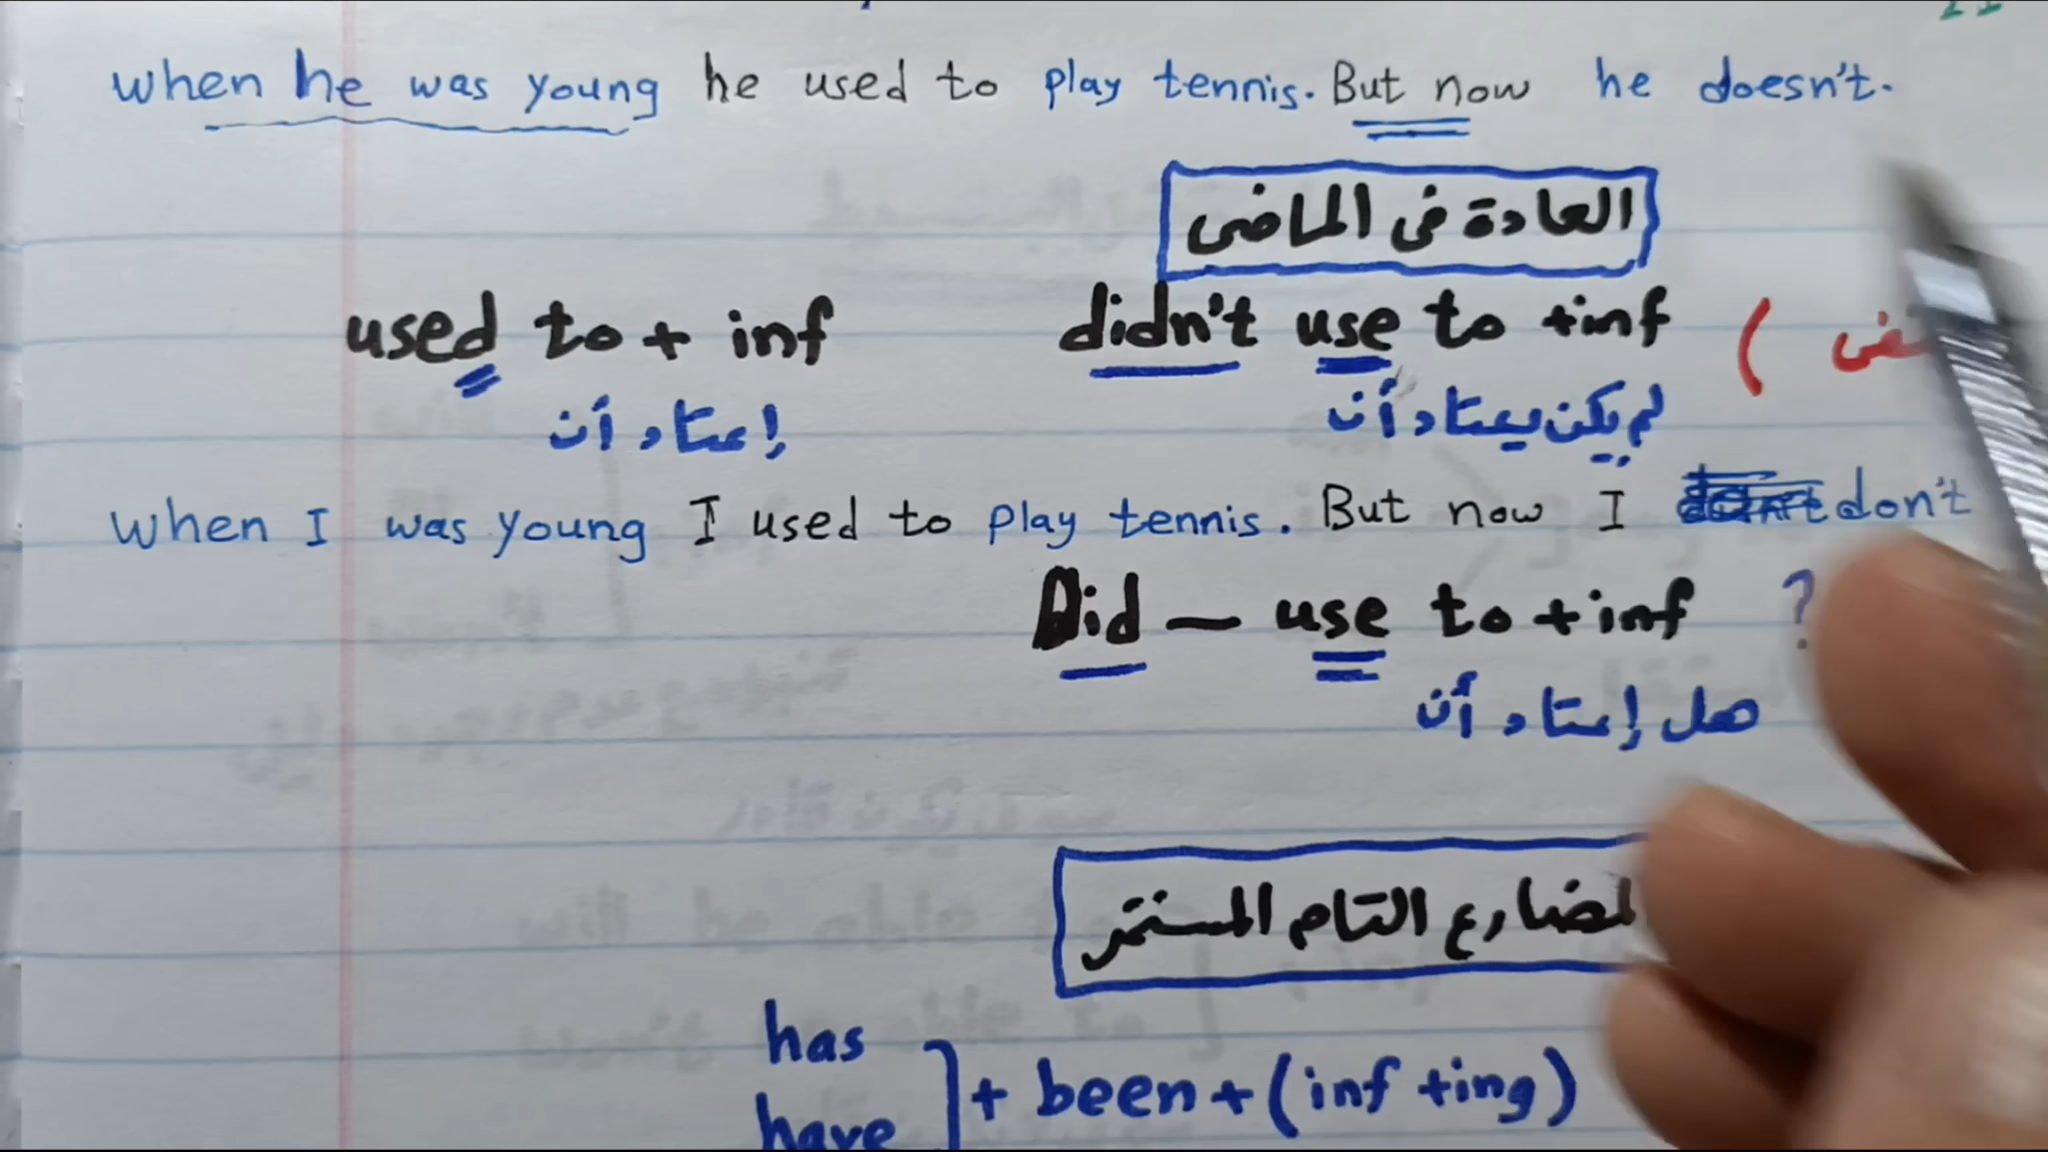 when he was young he used to play tennis. But now he doesn't.
العادة فى الماضى
used to + inf didn't use to +inf (
إعتاد أن لم يكن يعتاد أن
when I was young I used to play tennis. But now I don't
Did — use to + inf ?
هل إعتاد أن
لمضارع التام المستمر
has
have ] + been + (inf +ing)